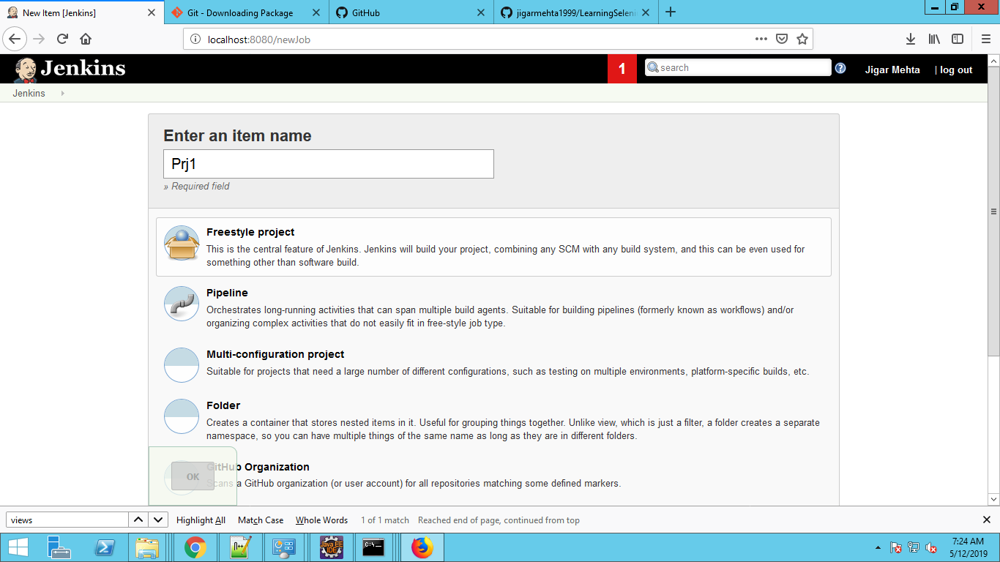 New Item [Jenkins]
Git - Downloading Package
GitHub
jigarmehta1999/LearningSeleni
localhost:8080/newJob
Jenkins
1
search
Jigar Mehta
| log out
Jenkins
Enter an item name
Prj1
» Required field
Freestyle project
This is the central feature of Jenkins. Jenkins will build your project, combining any SCM with any build system, and this can be even used for
something other than software build.
Pipeline
Orchestrates long-running activities that can span multiple build agents. Suitable for building pipelines (formerly known as workflows) and/or
organizing complex activities that do not easily fit in free-style job type.
Multi-configuration project
Suitable for projects that need a large number of different configurations, such as testing on multiple environments, platform-specific builds, etc.
Folder
Creates a container that stores nested items in it. Useful for grouping things together. Unlike view, which is just a filter, a folder creates a separate
namespace, so you can have multiple things of the same name as long as they are in different folders.
GitHub Organization
OK
Scans a GitHub organization (or user account) for all repositories matching some defined markers.
views
Highlight All
Match Case
Whole Words
1 of 1 match
Reached end of page, continued from top
Java EE
IDE
C:\.
7:24 AM
5/12/2019